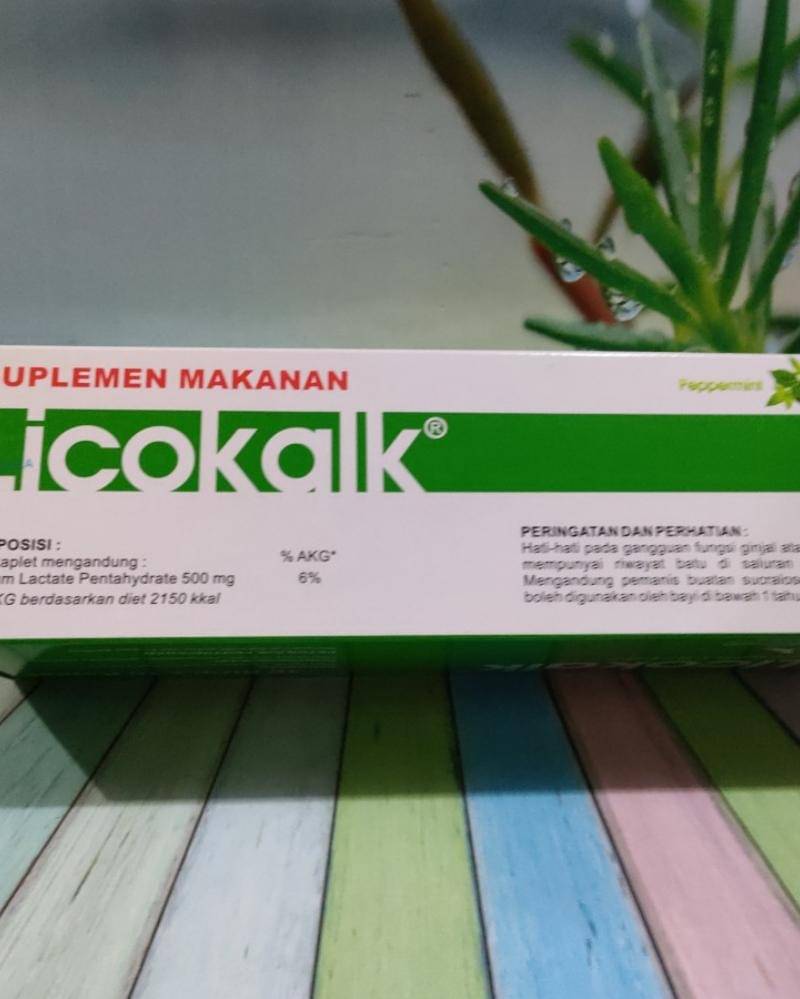 UPLEMEN MAKANAN
Peppermint
Licokalk®
POSISI :
aplet mengandung :
% AKG*
m Lactate Pentahydrate 500 mg
6%
KG berdasarkan diet 2150 kkal
PERINGATAN DAN PERHATIAN :
Hati-hati pada gangguan fungsi ginjal ata
mempunyai riwayat batu di saluran
Mengandung pemanis buatan sucralos
boleh digunakan oleh bayi di bawah 1 tahu